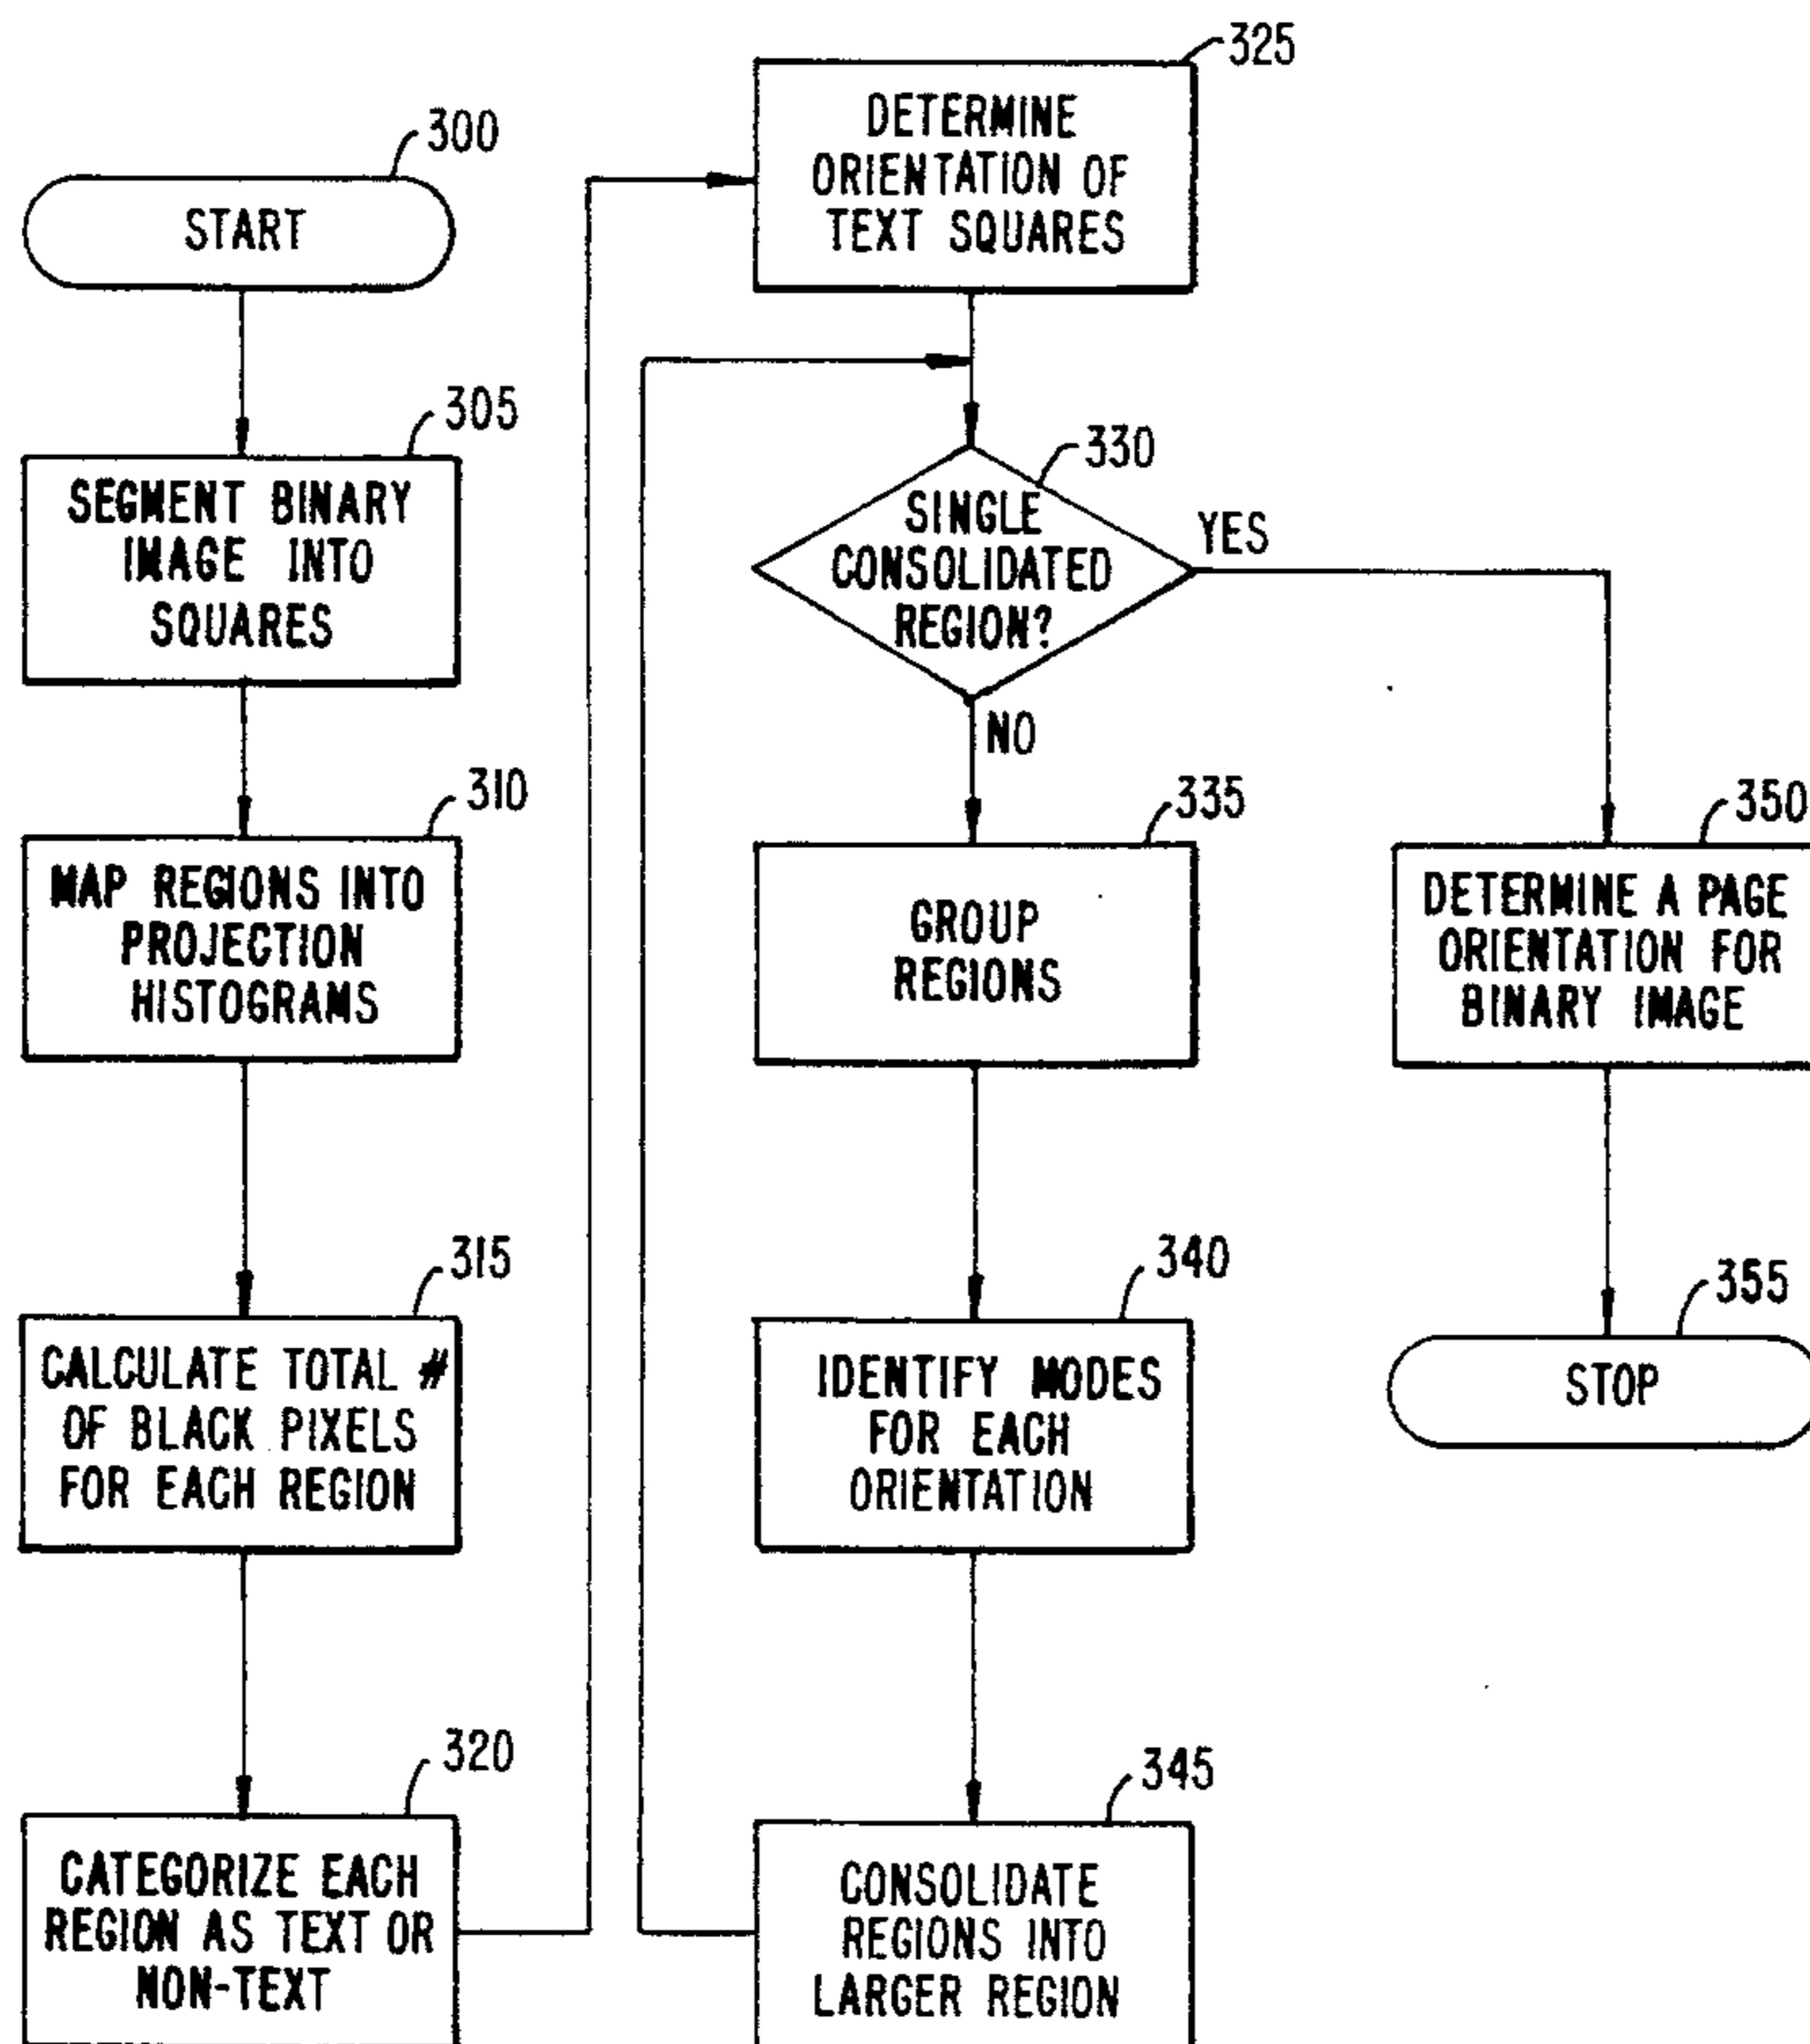 300
START
305
SEGMENT BINARY
IMAGE INTO
SQUARES
310
MAP REGIONS INTO
PROJECTION
HISTOGRAMS
315
CALCULATE TOTAL #
OF BLACK PIXELS
FOR EACH REGION
320
CATEGORIZE EACH
REGION AS TEXT OR
NON-TEXT
325
DETERMINE
ORIENTATION OF
TEXT SQUARES
330
SINGLE
CONSOLIDATED
REGION?
YES
NO
335
GROUP
REGIONS
340
IDENTIFY MODES
FOR EACH
ORIENTATION
345
CONSOLIDATE
REGIONS INTO
LARGER REGION
350
DETERMINE A PAGE
ORIENTATION FOR
BINARY IMAGE
355
STOP